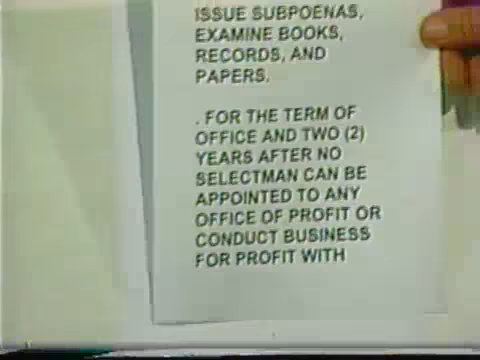 ISSUE SUBPOENAS,
EXAMINE BOOKS,
RECORDS, AND
PAPERS.
. FOR THE TERM OF
OFFICE AND TWO (2)
YEARS AFTER NO
SELECTMAN CAN BE
APPOINTED TO ANY
OFFICE OF PROFIT OR
CONDUCT BUSINESS
FOR PROFIT WITH